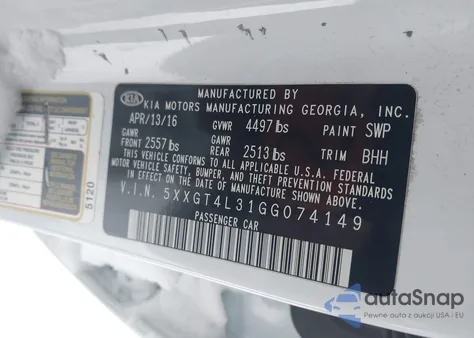 MANUFACTURED BY
KIA
KIA MOTORS MANUFACTURING GEORGIA, INC.
APR/13/16 GVWR 4497 lbs PAINT SWP
GAWR GAWR
FRONT 2557 lbs REAR 2513 lbs TRIM BHH
THIS VEHICLE CONFORMS TO ALL APPLICABLE U.S.A. FEDERAL
MOTOR VEHICLE SAFETY, BUMPER, AND THEFT PREVENTION STANDARDS
IN EFFECT ON THE DATE OF MANUFACTURE SHOWN ABOVE.
V.I.N. 5XXGT4L31GG074149
PASSENGER CAR
5120
autoSnap
Pewne auta z aukcji USA i EU